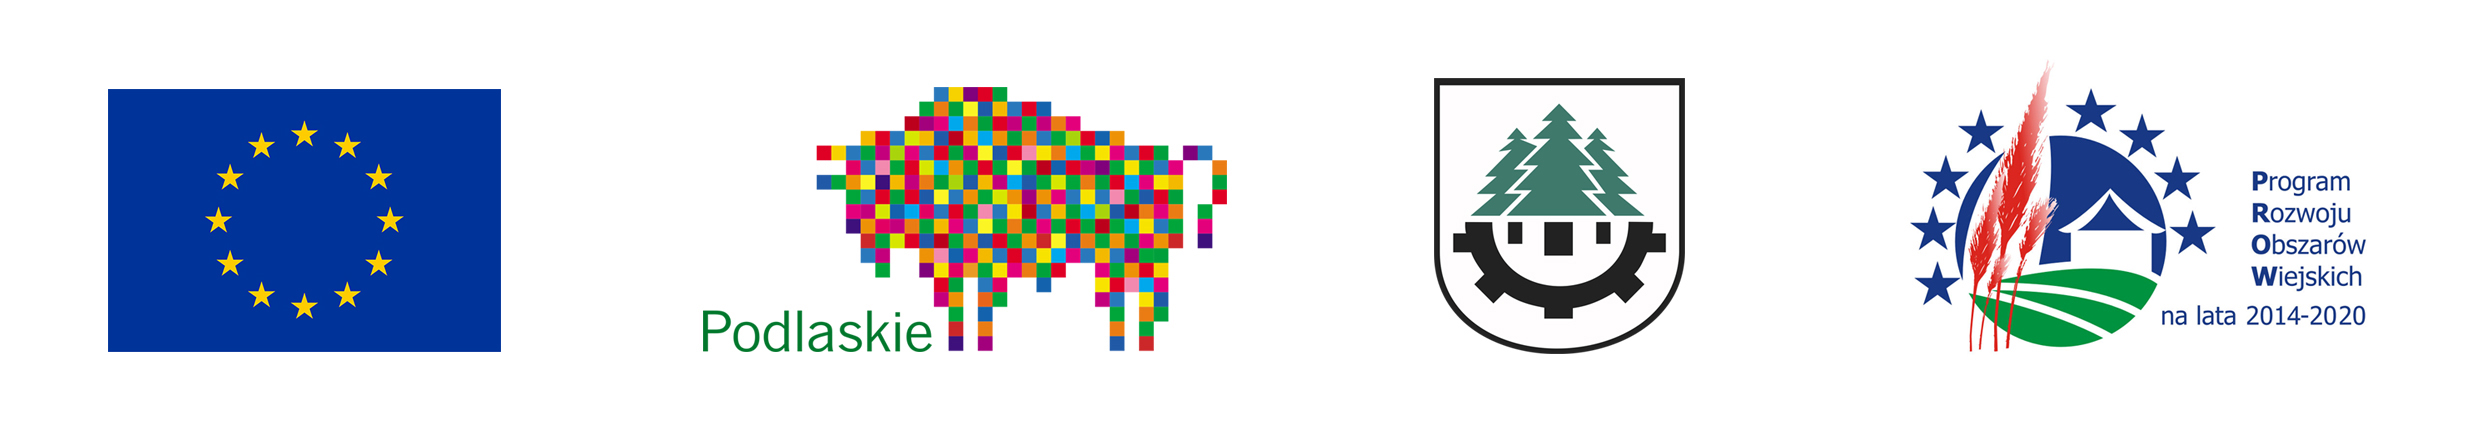 Podlaskie
Program
Rozwoju
Obszarów
Wiejskich
na lata 2014-2020